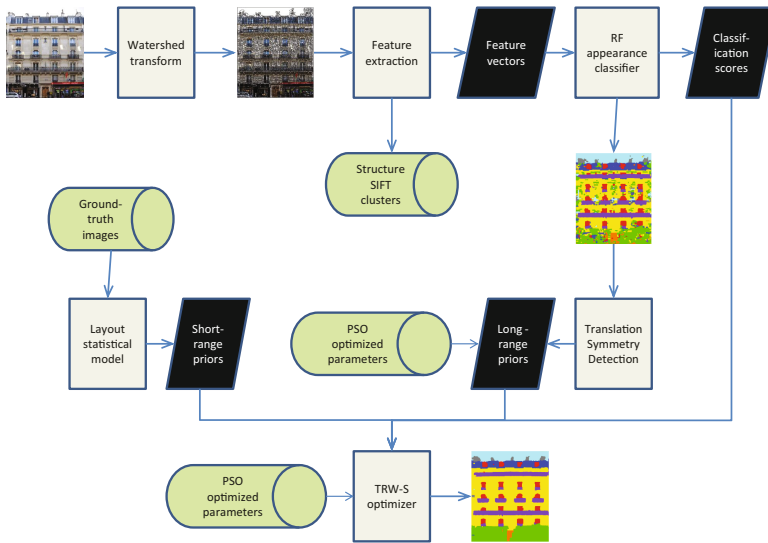 Watershed
transform
Feature
extraction
Feature
vectors
RF
appearance
classifier
Classif-
ication
scores
Structure
SIFT
clusters
Ground-
truth
images
Layout
statistical
model
Short-
range
priors
PSO
optimized
parameters
Long -
range
priors
Translation
Symmetry
Detection
PSO
optimized
parameters
TRW-S
optimizer